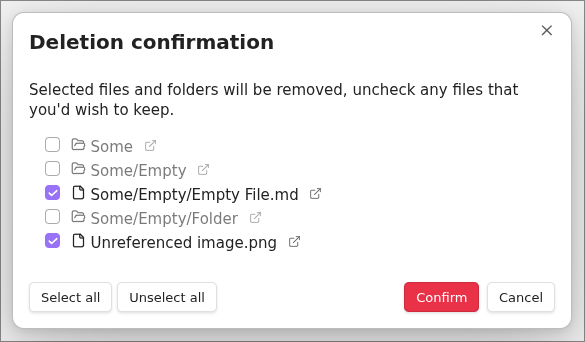 Deletion confirmation
Selected files and folders will be removed, uncheck any files that
you'd wish to keep.
Some
Some/Empty
Some/Empty/Empty File.md
Some/Empty/Folder
Unreferenced image.png
Select all Unselect all Confirm Cancel